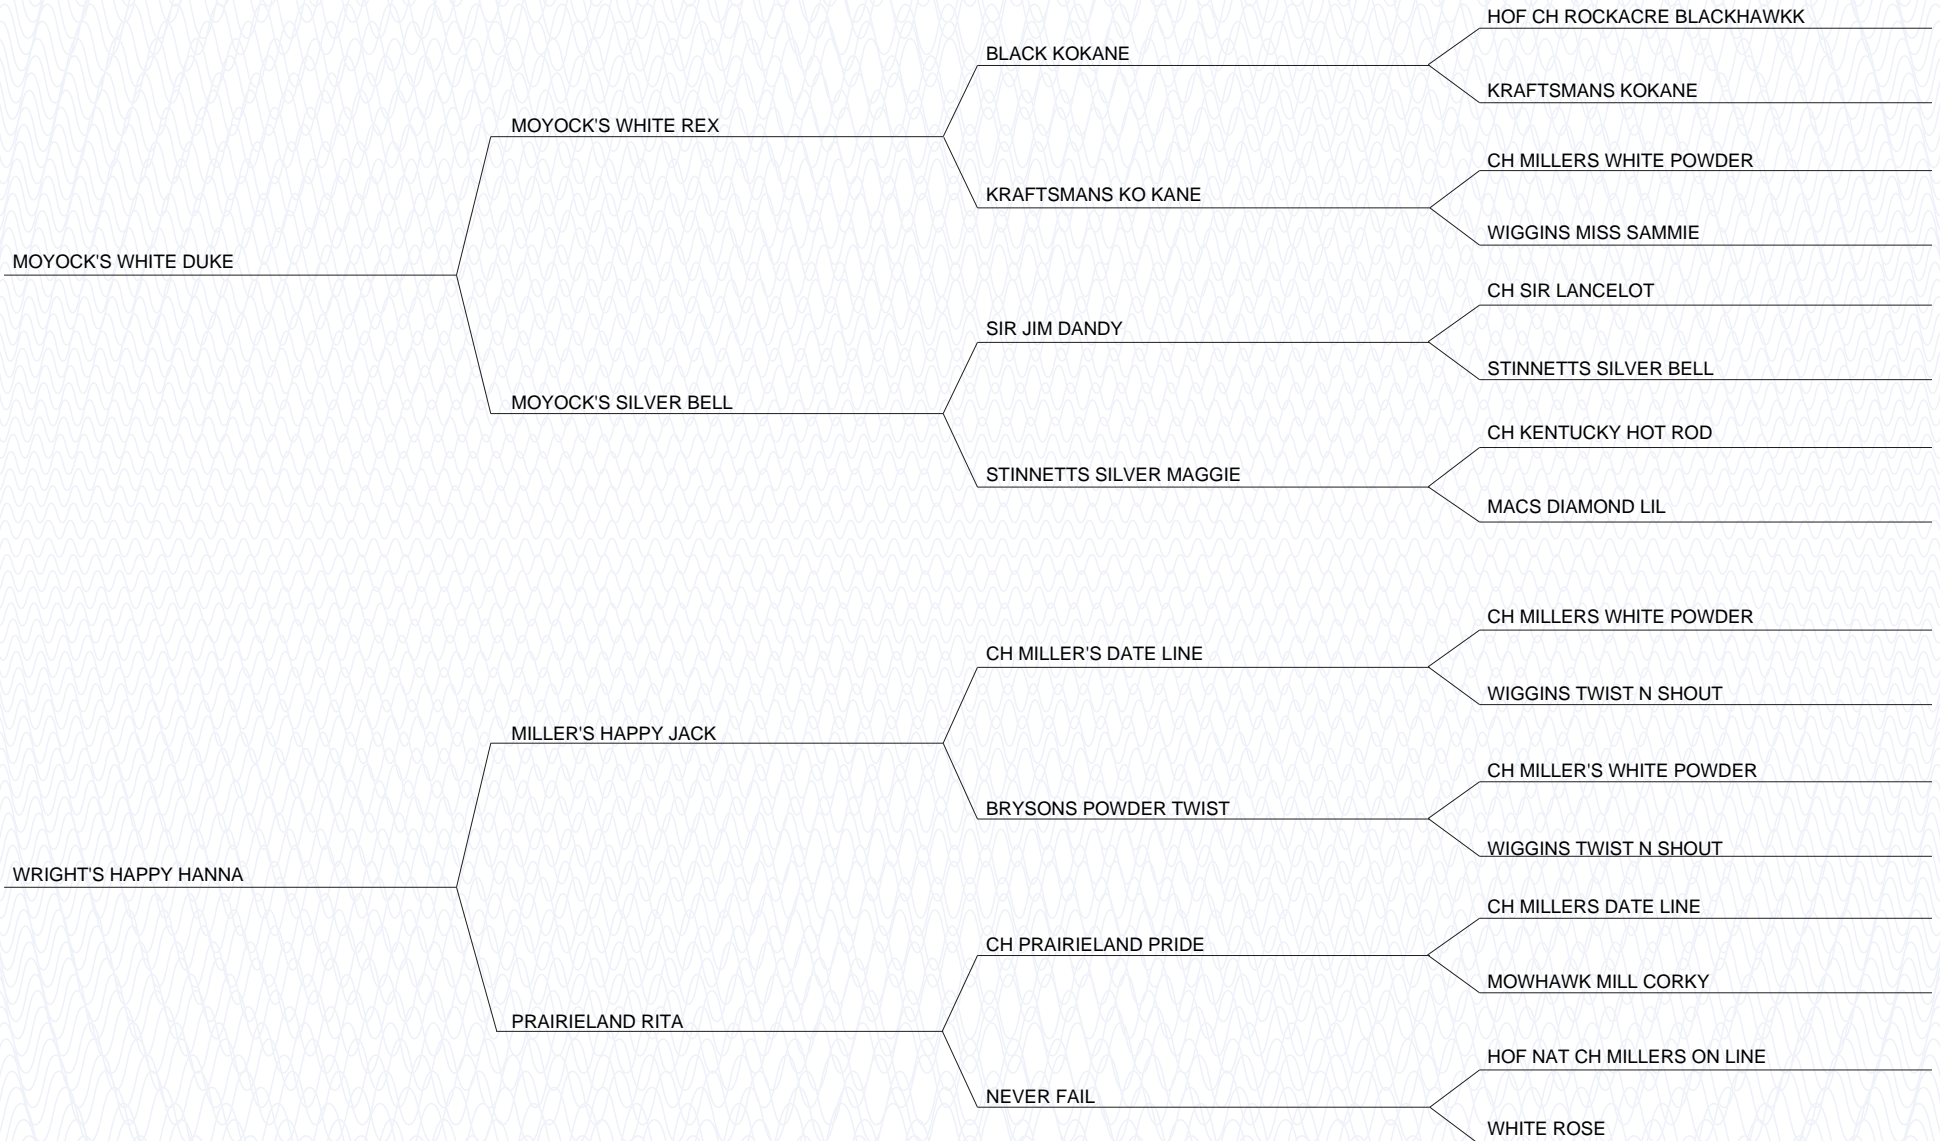 HOF CH ROCKACRE BLACKHAWKK
BLACK KOKANE
KRAFTSMANS KOKANE
MOYOCK'S WHITE REX
CH MILLERS WHITE POWDER
KRAFTSMANS KO KANE
WIGGINS MISS SAMMIE
MOYOCK'S WHITE DUKE
CH SIR LANCELOT
SIR JIM DANDY
STINNETTS SILVER BELL
MOYOCK'S SILVER BELL
CH KENTUCKY HOT ROD
STINNETTS SILVER MAGGIE
MACS DIAMOND LIL
CH MILLERS WHITE POWDER
CH MILLER'S DATE LINE
WIGGINS TWIST N SHOUT
MILLER'S HAPPY JACK
CH MILLER'S WHITE POWDER
BRYSONS POWDER TWIST
WIGGINS TWIST N SHOUT
WRIGHT'S HAPPY HANNA
CH MILLERS DATE LINE
CH PRAIRIELAND PRIDE
MOWHAWK MILL CORKY
PRAIRIELAND RITA
HOF NAT CH MILLERS ON LINE
NEVER FAIL
WHITE ROSE